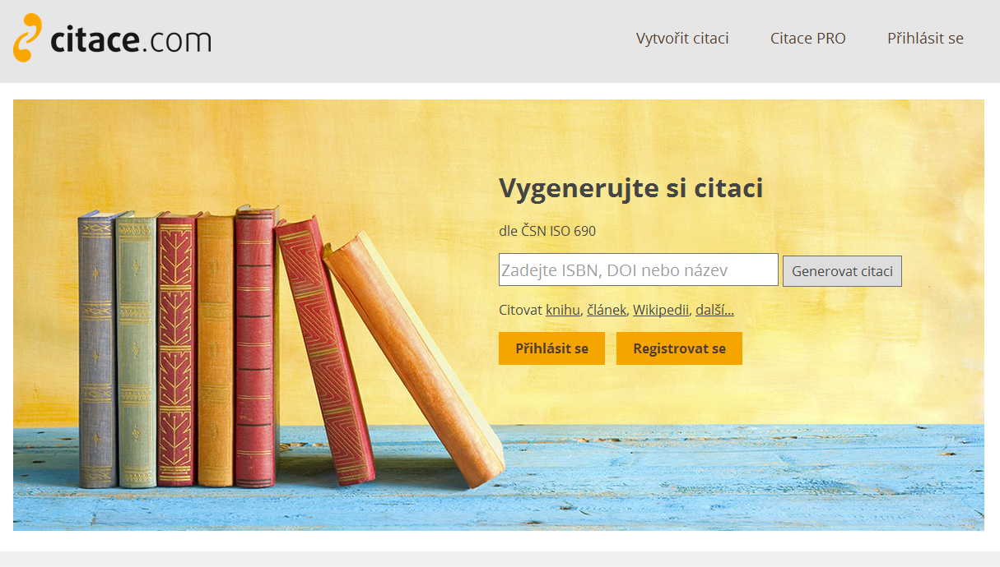 citace.com
Vytvořit citaci
Citace PRO
Přihlásit se
Vygenerujte si citaci
dle ČSN ISO 690
Zadejte ISBN, DOI nebo název
Generovat citaci
Citovat knihu, článek, Wikipedii, další...
Přihlásit se
Registrovat se